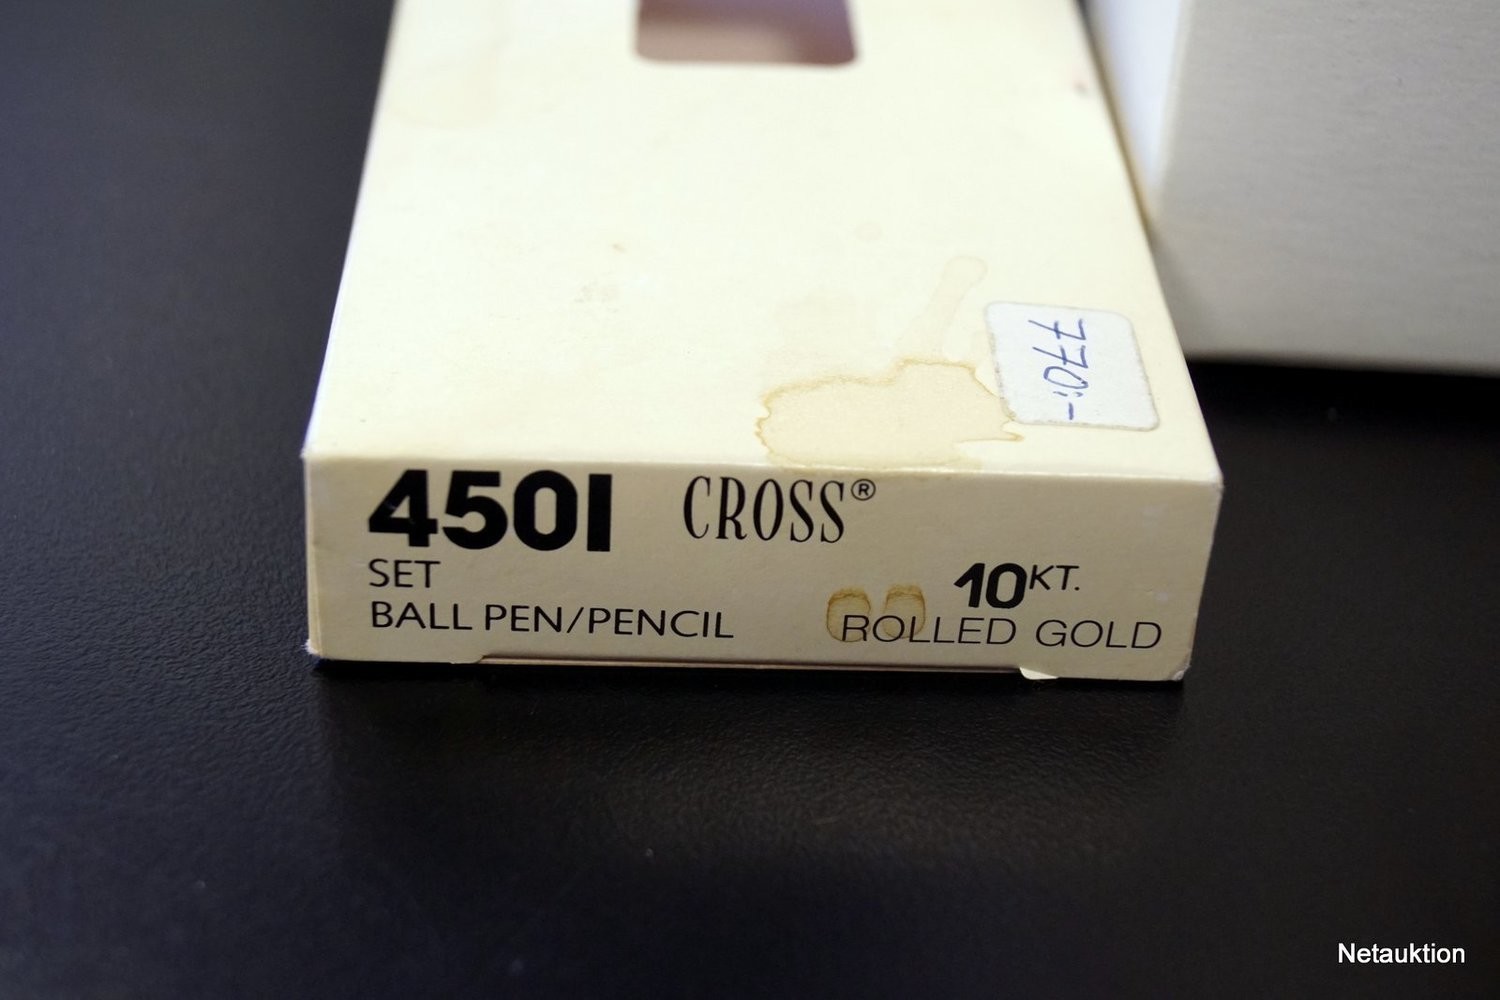 770:-
4501 CROSS®
SET
BALL PEN/PENCIL
10KT.
ROLLED GOLD
Netauktion